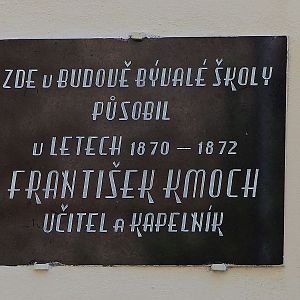 ZDE v BUDOVĚ BÝVALÉ ŠKOLY
PŮSOBIL
v LETECH 1870 – 1872
FRANTIŠEK KMOCH
UČITEL a KAPELNÍK